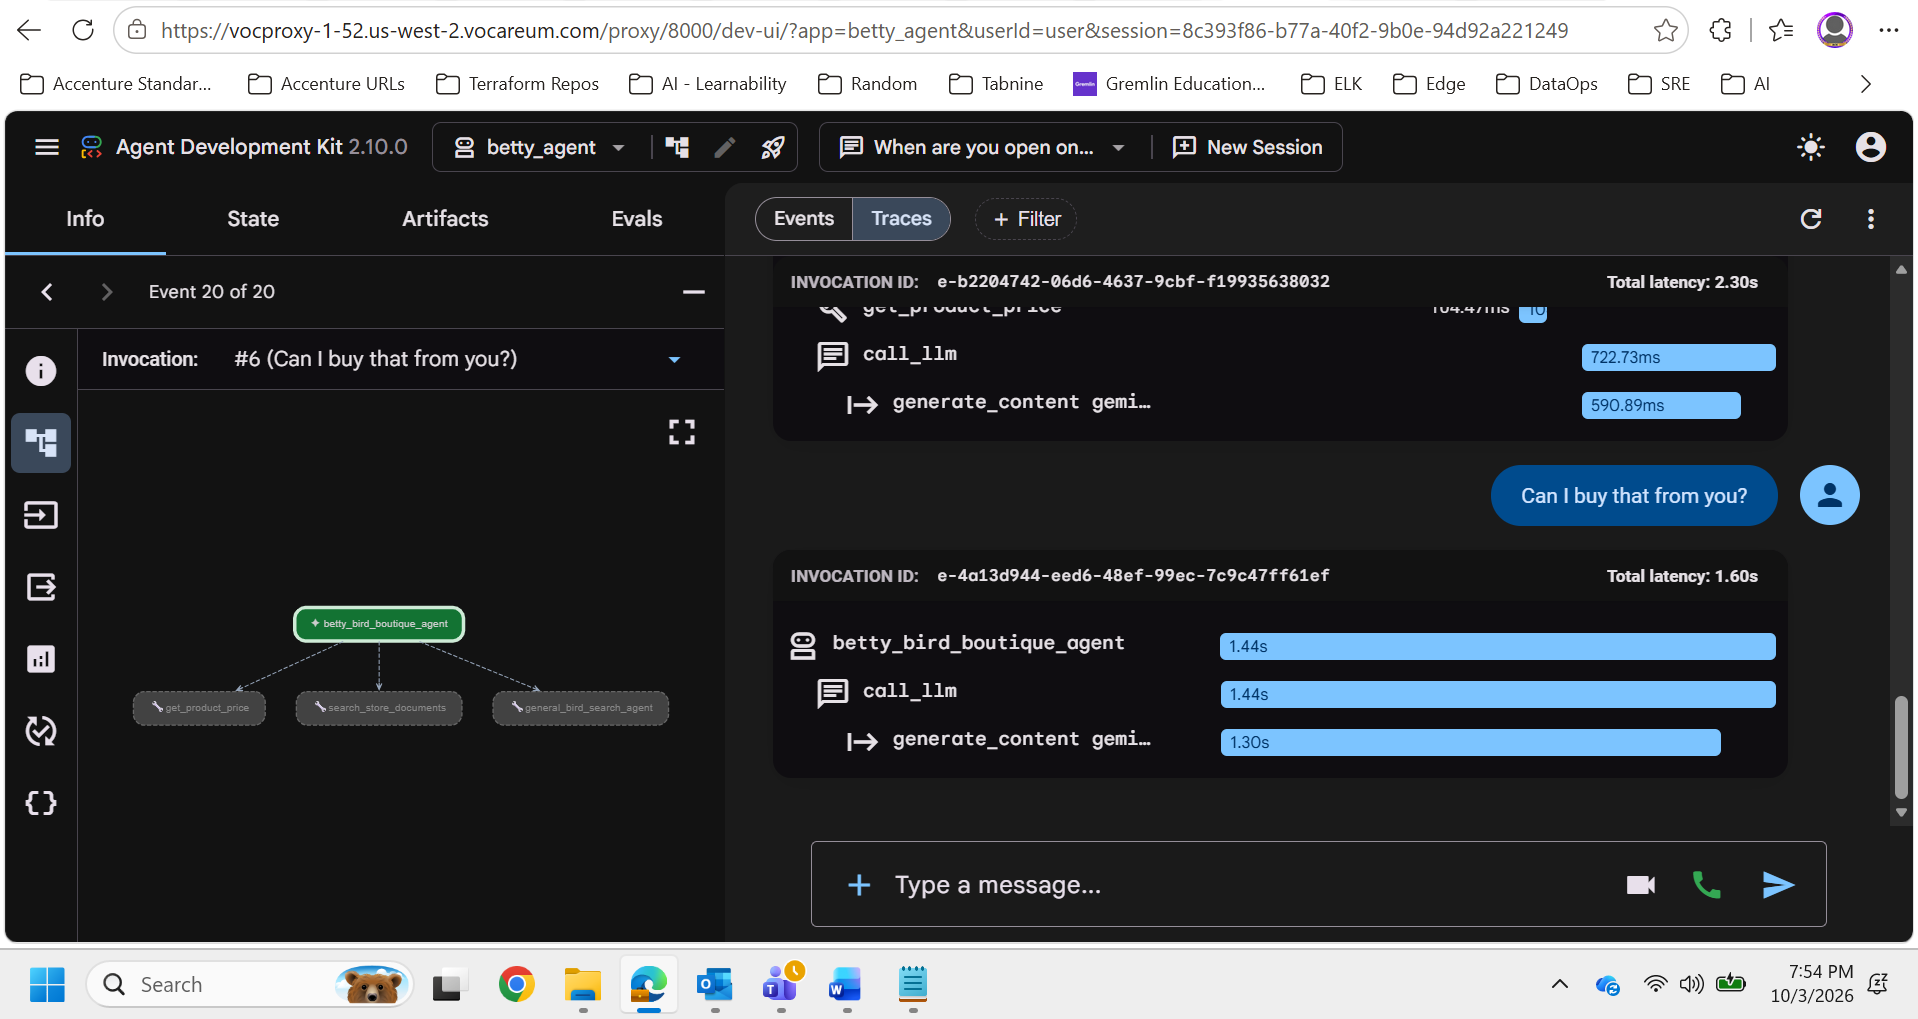 https://vocproxy-1-52.us-west-2.vocareum.com/proxy/8000/dev-ui/?app=betty_agent&userId=user&session=8c393f86-b77a-40f2-9b0e-94d92a221249
Accenture Standar... Accenture URLs Terraform Repos AI - Learnability Random Tabnine Gremlin Gremlin Education... ELK Edge DataOps SRE AI
Agent Development Kit 2.10.0 betty_agent When are you open on... New Session
Info State Artifacts Evals
Events Traces + Filter
Event 20 of 20
Invocation: #6 (Can I buy that from you?)
betty_bird_boutique_agent
get_product_price search_store_documents general_bird_search_agent
INVOCATION ID: e-b2204742-06d6-4637-9cbf-f19935638032 Total latency: 2.30s
get_product_price 104.47ms 10
call_llm 722.73ms
generate_content gemi... 590.89ms
Can I buy that from you?
INVOCATION ID: e-4a13d944-eed6-48ef-99ec-7c9c47ff61ef Total latency: 1.60s
betty_bird_boutique_agent 1.44s
call_llm 1.44s
generate_content gemi... 1.30s
Type a message...
Search
7:54 PM
10/3/2026